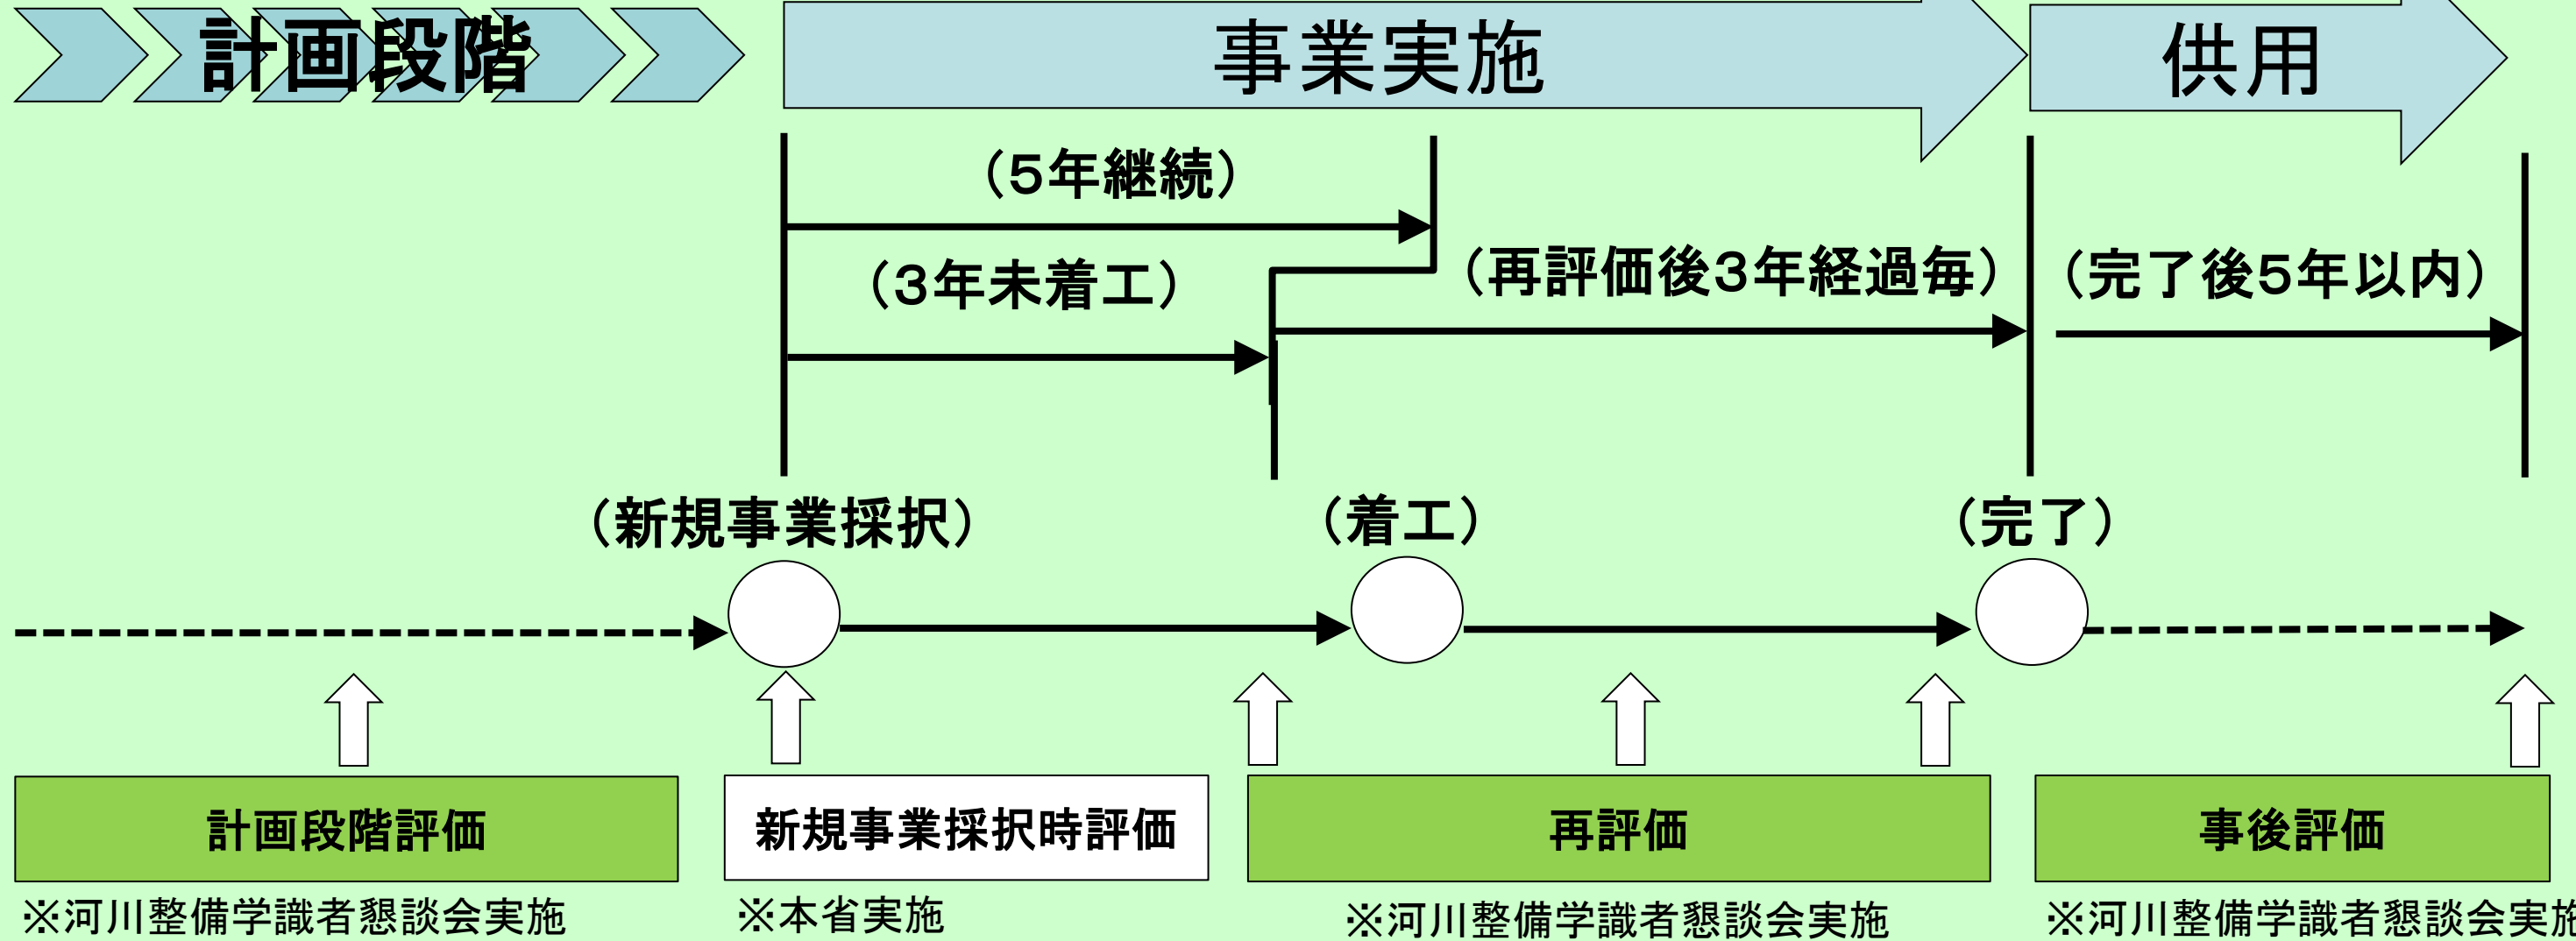 計画段階
事業実施
供用
（５年継続）
（３年未着工）
（再評価後３年経過毎）
（完了後５年以内）
（新規事業採択）
（着工）
（完了）
計画段階評価
新規事業採択時評価
再評価
事後評価
※河川整備学識者懇談会実施
※本省実施
※河川整備学識者懇談会実施
※河川整備学識者懇談会実施